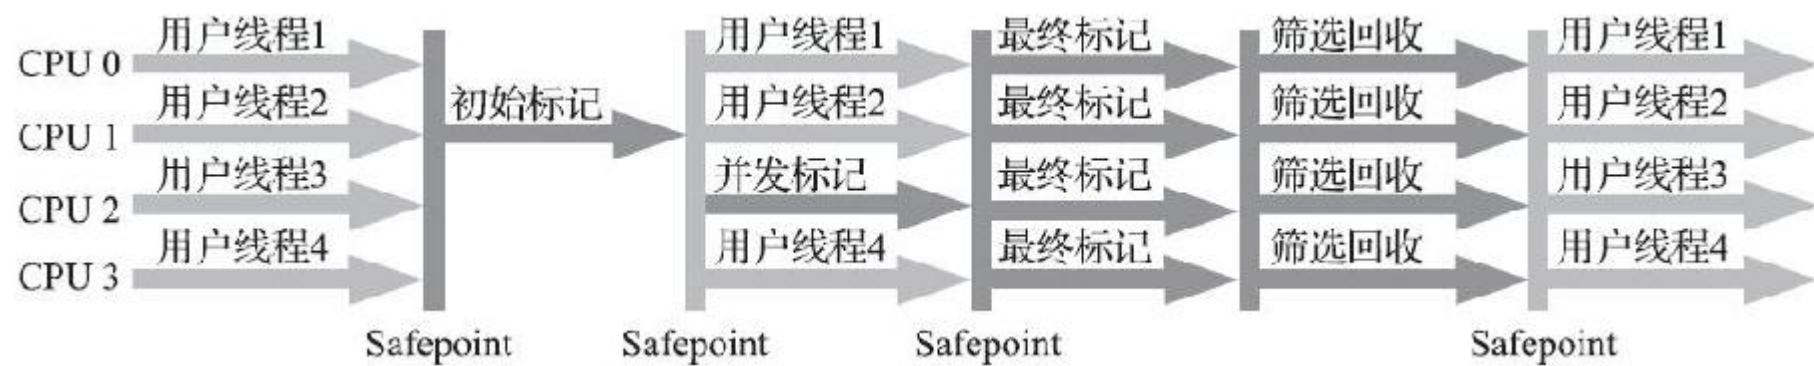 用户线程1 用户线程1 最终标记 筛选回收 用户线程1
CPU 0
用户线程2 初始标记 用户线程2 最终标记 筛选回收 用户线程2
CPU 1
用户线程3 并发标记 最终标记 筛选回收 用户线程3
CPU 2
用户线程4 用户线程4 最终标记 筛选回收 用户线程4
CPU 3
Safepoint Safepoint Safepoint Safepoint